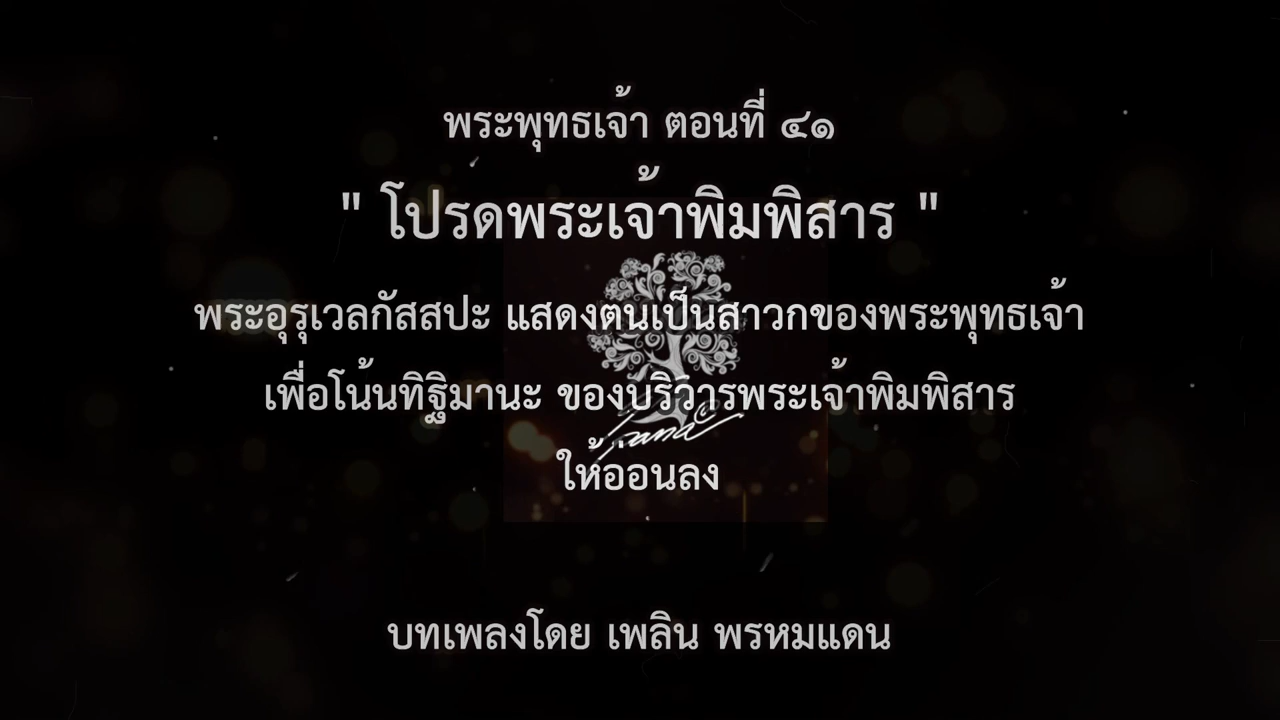 พระพุทธเจ้า ตอนที่ ๔๑
" โปรดพระเจ้าพิมพิสาร "
พระอุรุเวลกัสสปะ แสดงตนเป็นสาวกของพระพุทธเจ้า
เพื่อโน้นทิฐิมานะ ของบริวารพระเจ้าพิมพิสาร
ให้อ่อนลง
บทเพลงโดย เพลิน พรหมแดน